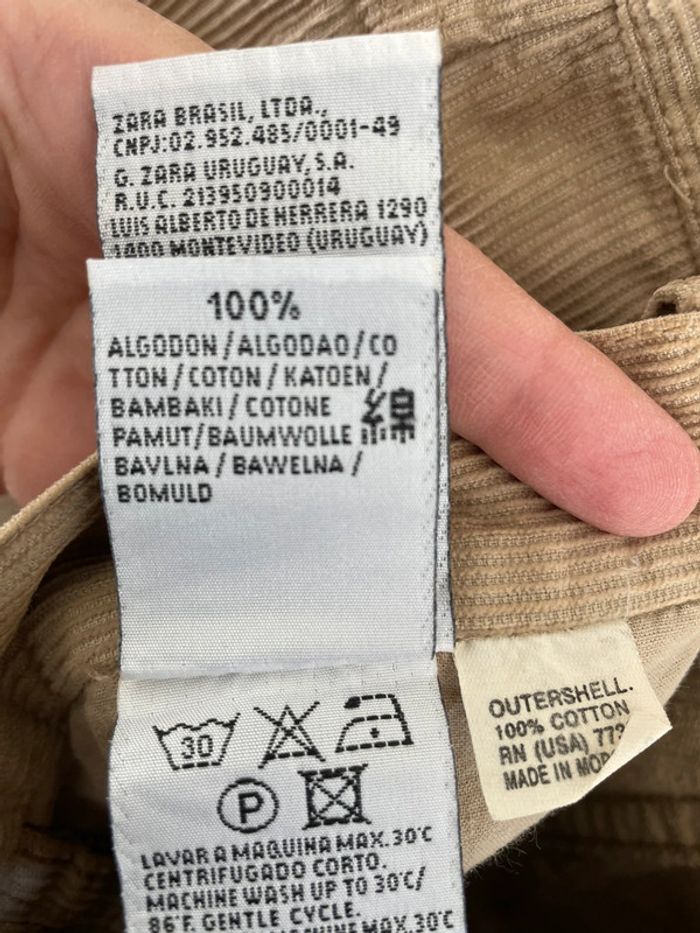 ZARA BRASIL, LTDA.,
CNPJ:02.952.485/0001-49
G. ZARA URUGUAY, S.A.
R.U.C. 213950900014
LUIS ALBERTO DE HERRERA 1290
1400 MONTEVIDEO (URUGUAY)
100%
ALGODON/ALGODAO/CO
TTON/COTON/KATOEN/
BAMBAKI/COTONE 綿
PAMUT/BAUMWOLLE
BAVLNA/BAWELNA/
BOMULD
30
P
LAVAR A MAQUINA MAX. 30°C
CENTRIFUGADO CORTO.
MACHINE WASH UP TO 30°C/
86°F. GENTLE CYCLE.
MAX. 30°C
OUTERSHELL.
100% COTTON
RN (USA) 77
MADE IN